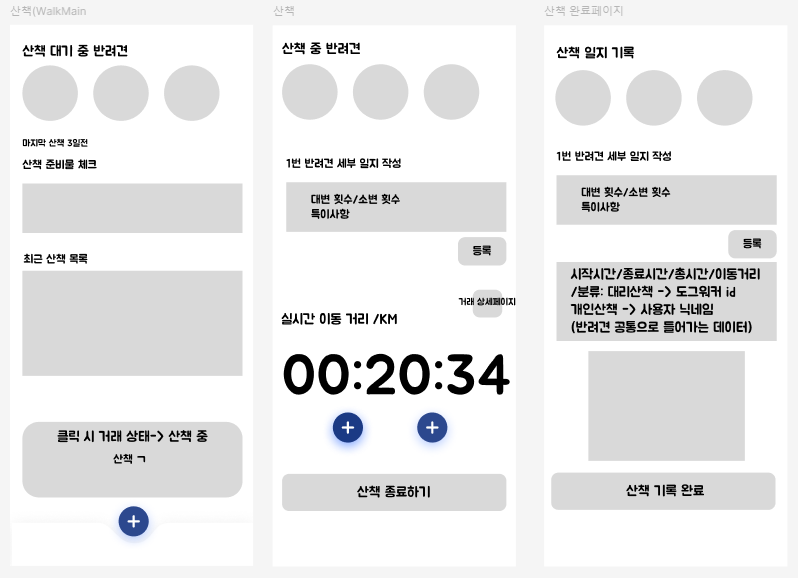 산책(WalkMain
산책 대기 중 반려견
마지막 산책 3일전
산책 준비물 체크
최근 산책 목록
클릭 시 거래 상태-> 산책 중
산책 ㄱ
산책
산책 중 반려견
1번 반려견 세부 일지 작성
대변 횟수/소변 횟수
특이사항
등록
거래 상세페이지
실시간 이동 거리 /KM
00:20:34
산책 종료하기
산책 완료페이지
산책 일지 기록
1번 반려견 세부 일지 작성
대변 횟수/소변 횟수
특이사항
등록
시작시간/종료시간/총시간/이동거리
/분류: 대리산책 -> 도그워커 id
개인산책 -> 사용자 닉네임
(반려견 공통으로 들어가는 데이터)
산책 기록 완료